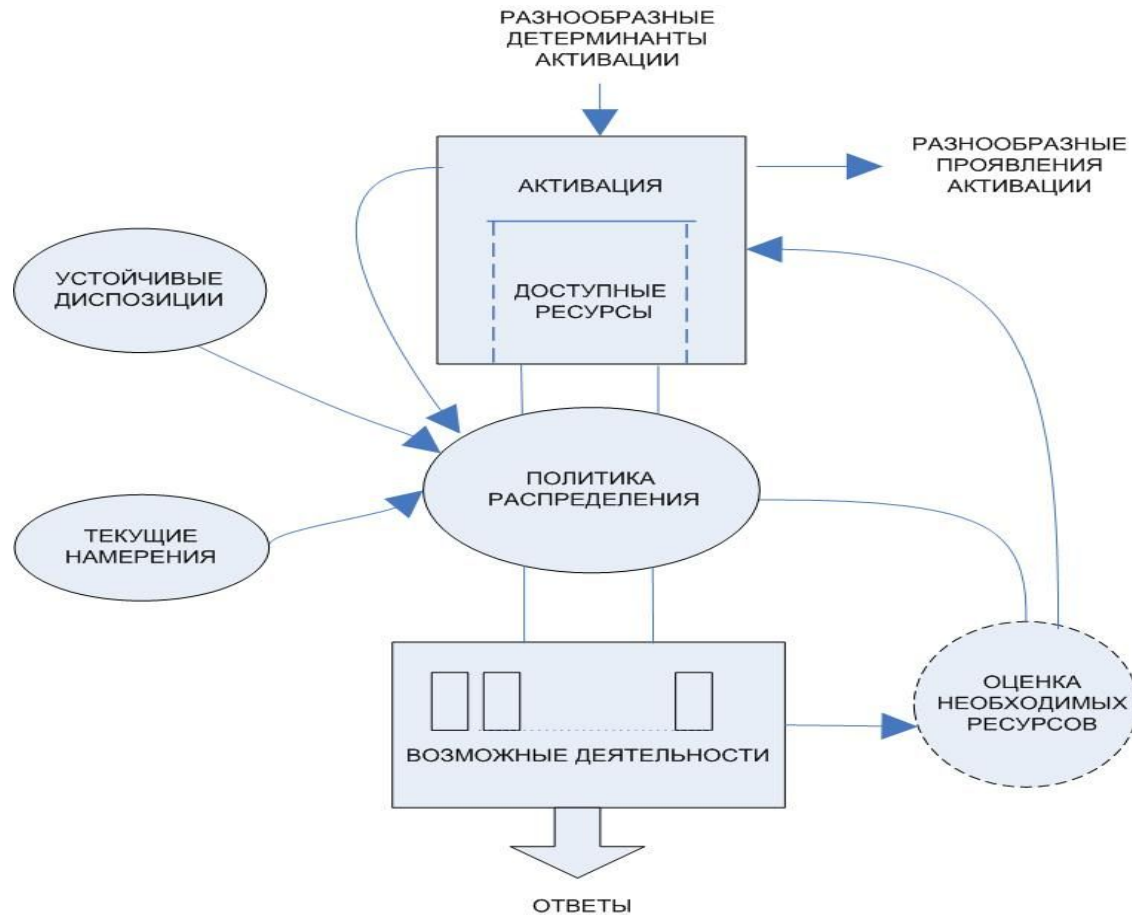 РАЗНООБРАЗНЫЕ
ДЕТЕРМИНАНТЫ
АКТИВАЦИИ
РАЗНООБРАЗНЫЕ
ПРОЯВЛЕНИЯ
АКТИВАЦИИ
АКТИВАЦИЯ
ДОСТУПНЫЕ
РЕСУРСЫ
УСТОЙЧИВЫЕ
ДИСПОЗИЦИИ
ПОЛИТИКА
РАСПРЕДЕЛЕНИЯ
ТЕКУЩИЕ
НАМЕРЕНИЯ
ОЦЕНКА
НЕОБХОДИМЫХ
РЕСУРСОВ
ВОЗМОЖНЫЕ ДЕЯТЕЛЬНОСТИ
ОТВЕТЫ